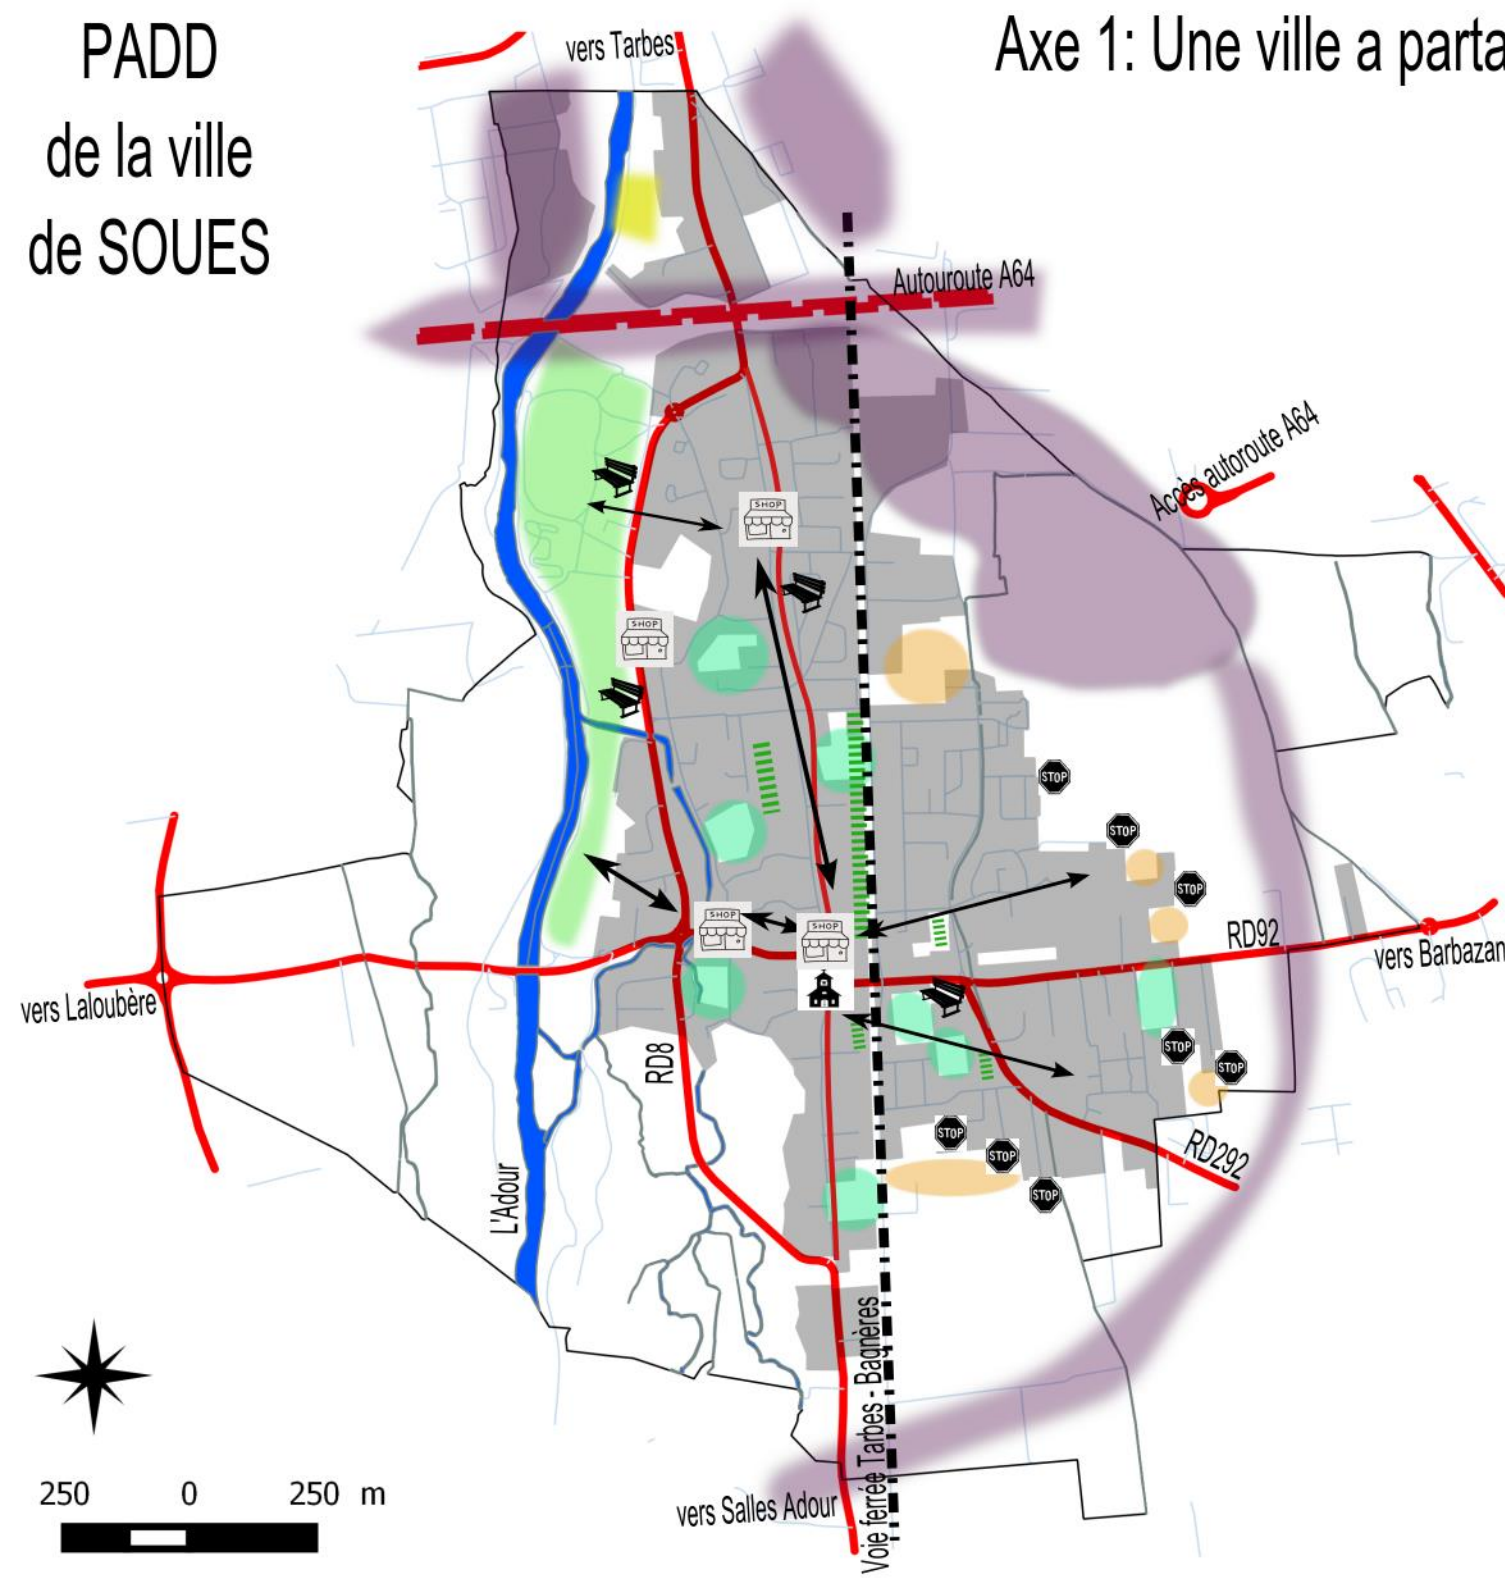 PADD
de la ville
de SOUES
Axe 1: Une ville a parta
vers Tarbes
Autouroute A64
Accès autoroute A64
SHOP
SHOP
STOP
STOP
STOP
SHOP
SHOP
RD92
vers Barbazan
vers Laloubère
RD8
STOP
STOP
STOP
STOP
RD292
STOP
L'Adour
Voie ferrée Tarbes - Bagnères
250 0 250 m
vers Salles Adour